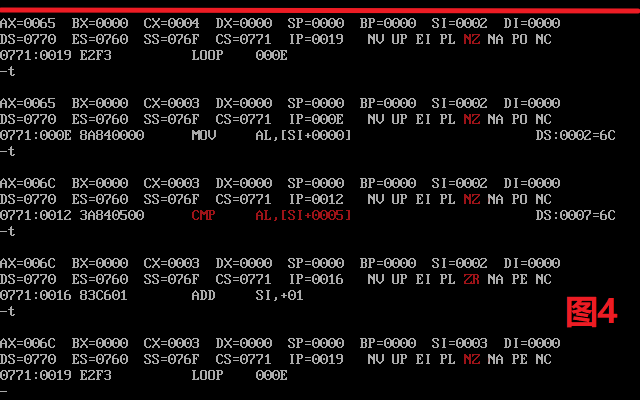 AX=0065  BX=0000  CX=0004  DX=0000  SP=0000  BP=0000  SI=0002  DI=0000
DS=0770  ES=0760  SS=076F  CS=0771  IP=0019   NV UP EI PL NZ NA PO NC
0771:0019 E2F3          LOOP    000E
-t
AX=0065  BX=0000  CX=0003  DX=0000  SP=0000  BP=0000  SI=0002  DI=0000
DS=0770  ES=0760  SS=076F  CS=0771  IP=000E   NV UP EI PL NZ NA PO NC
0771:000E 8A840000      MOV     AL,[SI+0000]                       DS:0002=6C
-t
AX=006C  BX=0000  CX=0003  DX=0000  SP=0000  BP=0000  SI=0002  DI=0000
DS=0770  ES=0760  SS=076F  CS=0771  IP=0012   NV UP EI PL NZ NA PO NC
0771:0012 3A840500      CMP     AL,[SI+0005]                       DS:0007=6C
-t
AX=006C  BX=0000  CX=0003  DX=0000  SP=0000  BP=0000  SI=0002  DI=0000
DS=0770  ES=0760  SS=076F  CS=0771  IP=0016   NV UP EI PL ZR NA PE NC
0771:0016 83C601        ADD     SI,+01
-t
图4
AX=006C  BX=0000  CX=0003  DX=0000  SP=0000  BP=0000  SI=0003  DI=0000
DS=0770  ES=0760  SS=076F  CS=0771  IP=0019   NV UP EI PL NZ NA PE NC
0771:0019 E2F3          LOOP    000E
-